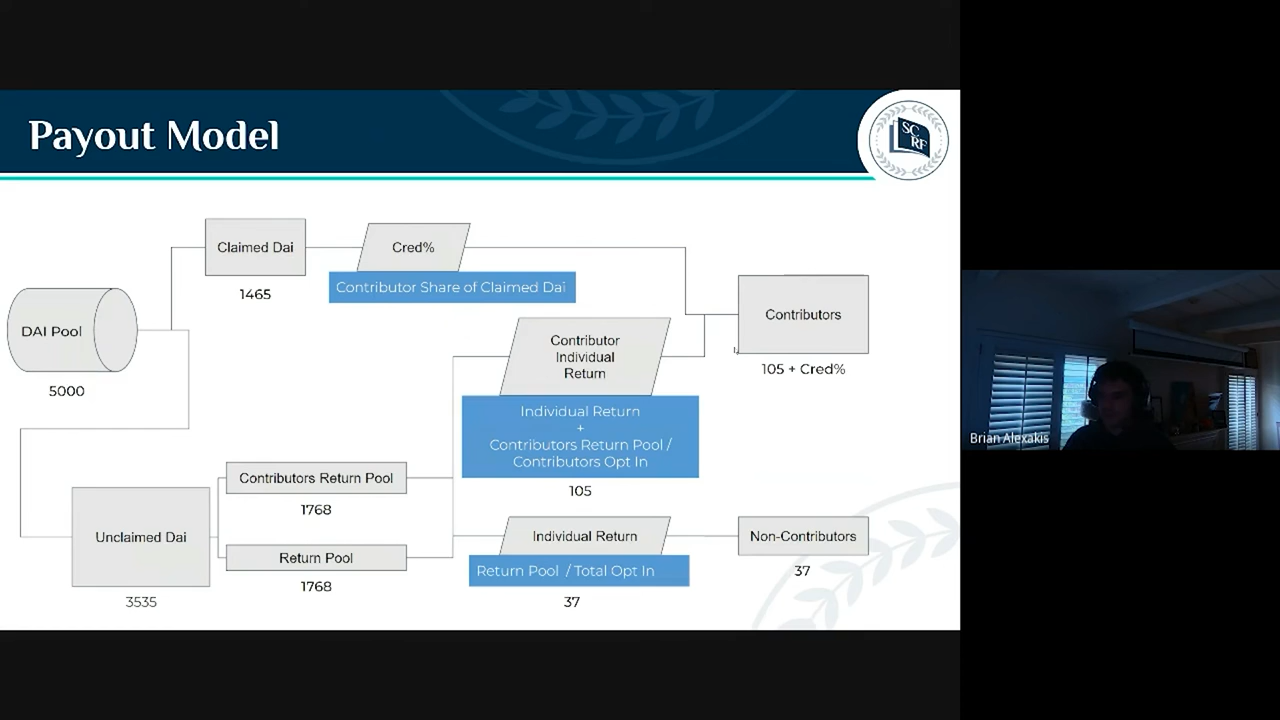 Payout Model
SC
RF
Claimed Dai
1465
Cred%
Contributor Share of Claimed Dai
DAI Pool
5000
Contributor
Individual
Return
Contributors
105 + Cred%
Individual Return
+
Contributors Return Pool /
Contributors Opt In
105
Contributors Return Pool
1768
Unclaimed Dai
3535
Return Pool
1768
Individual Return
Return Pool / Total Opt In
37
Non-Contributors
37
Brian Alexakis